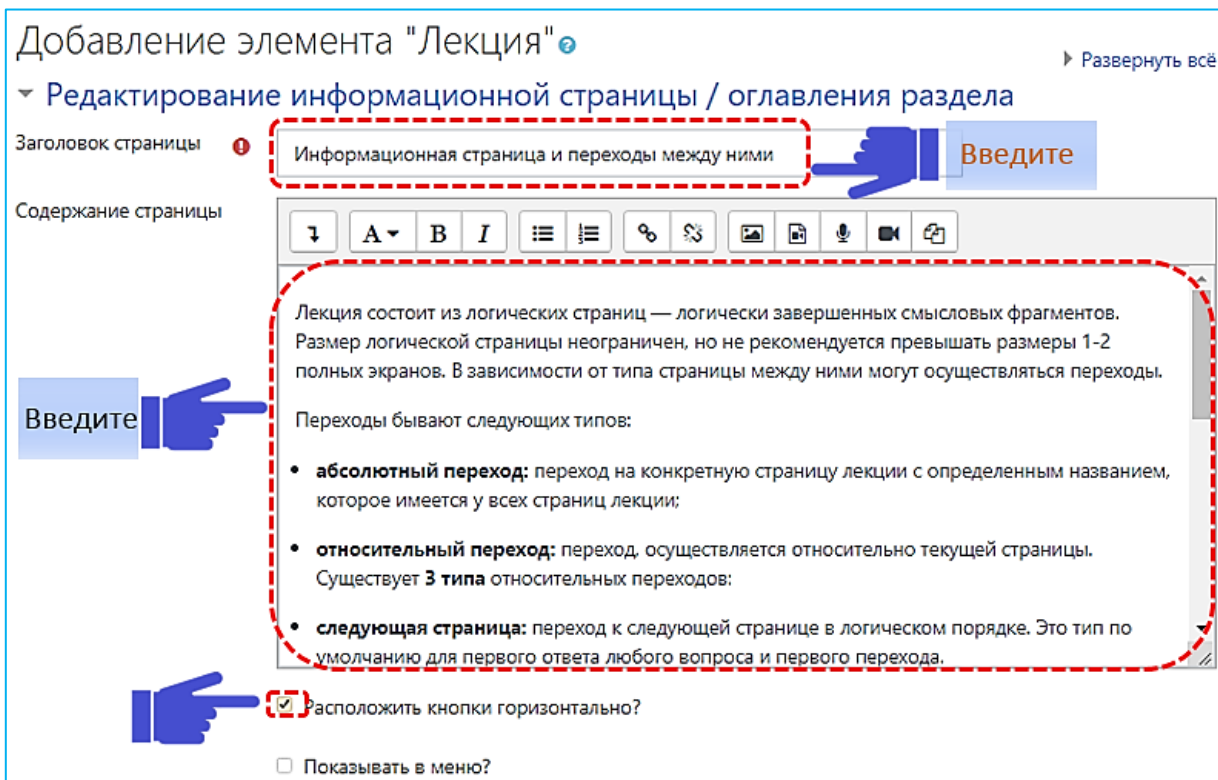 Добавление элемента "Лекция"
Развернуть всё
Редактирование информационной страницы / оглавления раздела
Заголовок страницы
Информационная страница и переходы между ними
Введите
Содержание страницы
A B I
Лекция состоит из логических страниц — логически завершенных смысловых фрагментов.
Размер логической страницы неограничен, но не рекомендуется превышать размеры 1-2
полных экранов. В зависимости от типа страницы между ними могут осуществляться переходы.
Введите
Переходы бывают следующих типов:
• абсолютный переход: переход на конкретную страницу лекции с определенным названием,
которое имеется у всех страниц лекции;
• относительный переход: переход, осуществляется относительно текущей страницы.
Существует 3 типа относительных переходов:
• следующая страница: переход к следующей странице в логическом порядке. Это тип по
умолчанию для первого ответа любого вопроса и первого перехода.
Расположить кнопки горизонтально?
Показывать в меню?